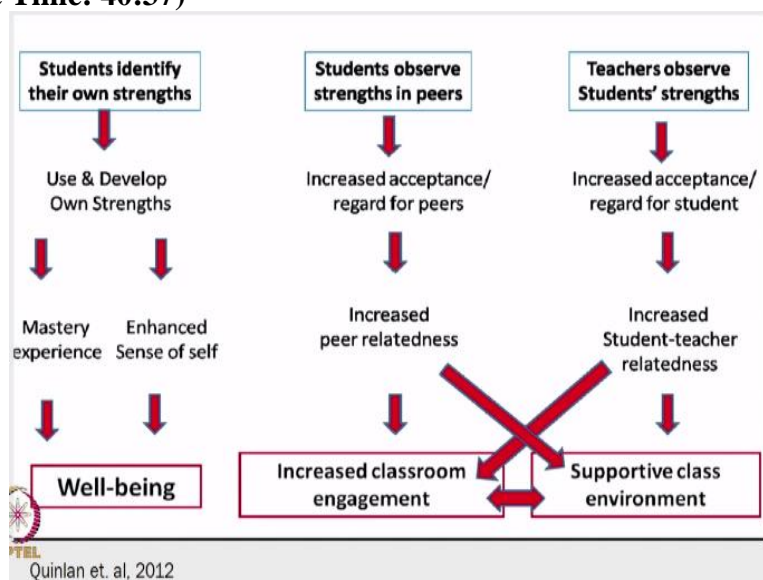 Time: 40:37)
Students identify
their own strengths
Use & Develop
Own Strengths
Mastery
experience
Enhanced
Sense of self
Well-being
Students observe
strengths in peers
Increased acceptance/
regard for peers
Increased
peer relatedness
Increased classroom
engagement
Teachers observe
Students' strengths
Increased acceptance/
regard for student
Increased
Student-teacher
relatedness
Supportive class
environment
PTEL
Quinlan et. al, 2012